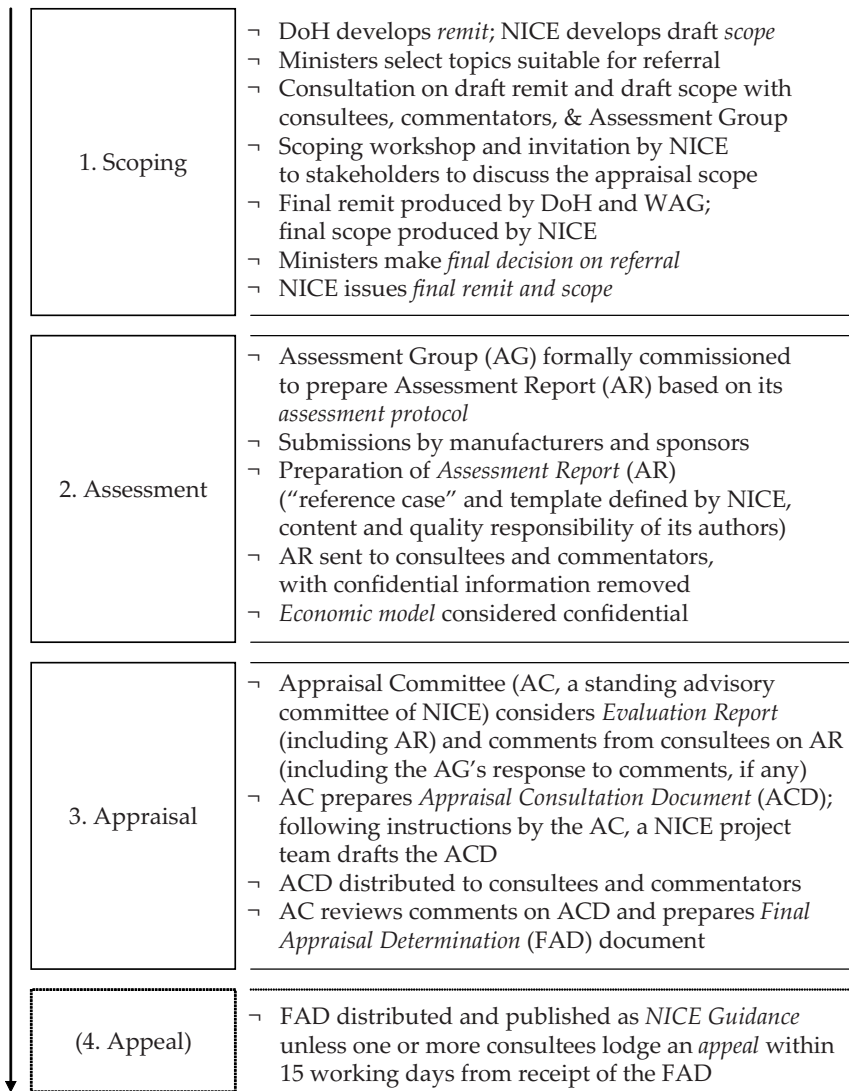 1. Scoping
¬ DoH develops remit; NICE develops draft scope
¬ Ministers select topics suitable for referral
¬ Consultation on draft remit and draft scope with
consultees, commentators, & Assessment Group
¬ Scoping workshop and invitation by NICE
to stakeholders to discuss the appraisal scope
¬ Final remit produced by DoH and WAG;
final scope produced by NICE
¬ Ministers make final decision on referral
¬ NICE issues final remit and scope
2. Assessment
¬ Assessment Group (AG) formally commissioned
to prepare Assessment Report (AR) based on its
assessment protocol
¬ Submissions by manufacturers and sponsors
¬ Preparation of Assessment Report (AR)
(“reference case” and template defined by NICE,
content and quality responsibility of its authors)
¬ AR sent to consultees and commentators,
with confidential information removed
¬ Economic model considered confidential
3. Appraisal
¬ Appraisal Committee (AC, a standing advisory
committee of NICE) considers Evaluation Report
(including AR) and comments from consultees on AR
(including the AG’s response to comments, if any)
¬ AC prepares Appraisal Consultation Document (ACD);
following instructions by the AC, a NICE project
team drafts the ACD
¬ ACD distributed to consultees and commentators
¬ AC reviews comments on ACD and prepares Final
Appraisal Determination (FAD) document
(4. Appeal)
¬ FAD distributed and published as NICE Guidance
unless one or more consultees lodge an appeal within
15 working days from receipt of the FAD